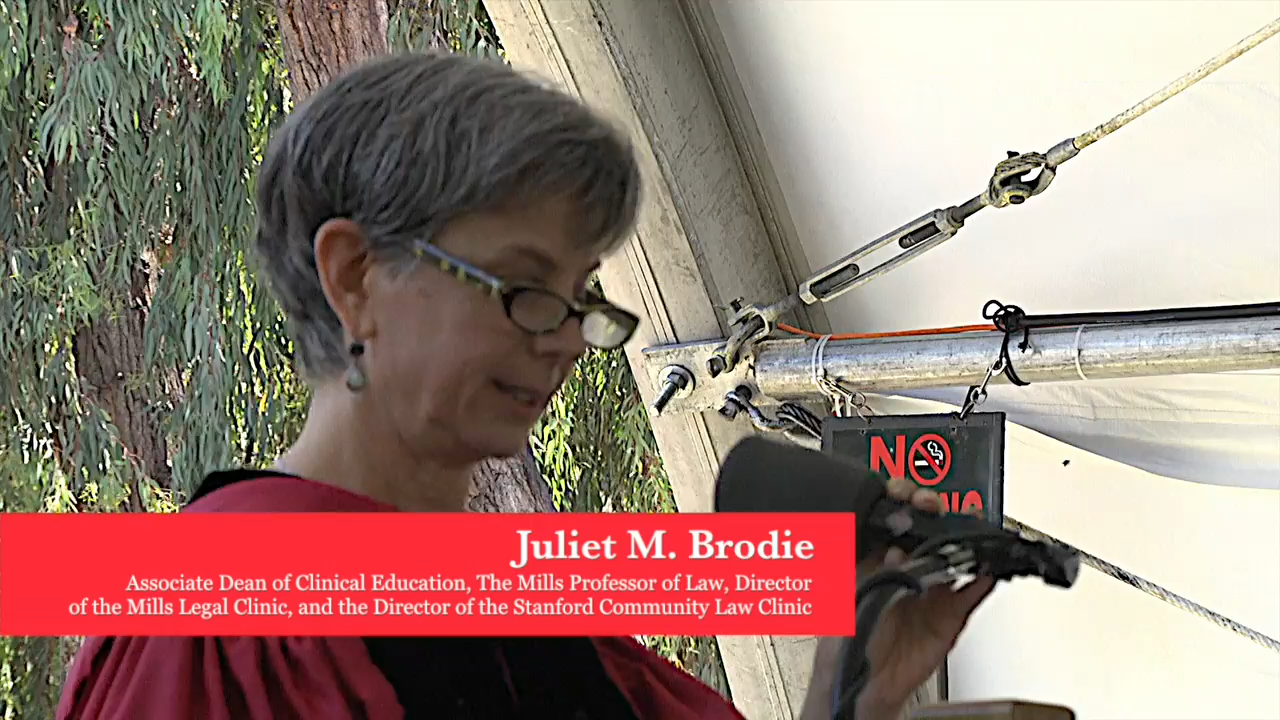 NO
Juliet M. Brodie
Associate Dean of Clinical Education, The Mills Professor of Law, Director
of the Mills Legal Clinic, and the Director of the Stanford Community Law Clinic